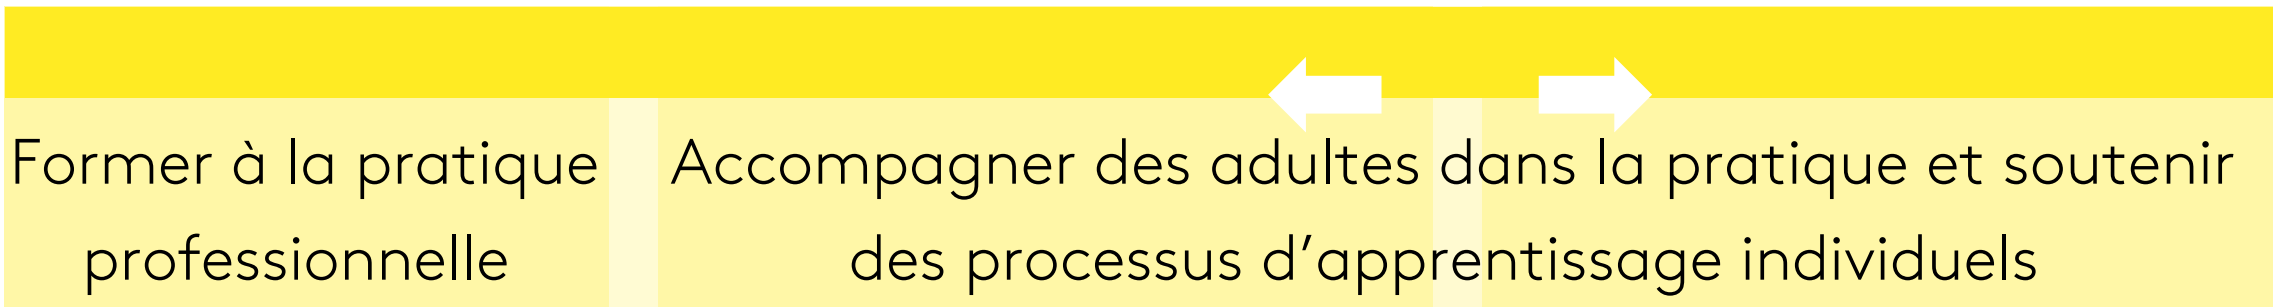 Former à la pratique
professionnelle
Accompagner des adultes dans la pratique et soutenir
des processus d’apprentissage individuels